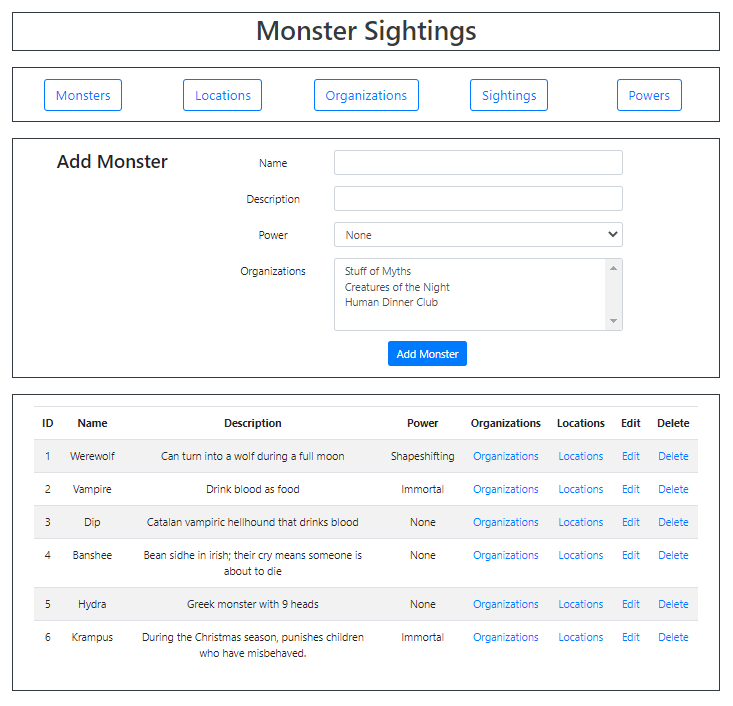 Monster Sightings
Monsters Locations Organizations Sightings Powers
Add Monster
Name
Description
Power None
Organizations Stuff of Myths
Creatures of the Night
Human Dinner Club
Add Monster
ID Name Description Power Organizations Locations Edit Delete
1 Werewolf Can turn into a wolf during a full moon Shapeshifting Organizations Locations Edit Delete
2 Vampire Drink blood as food Immortal Organizations Locations Edit Delete
3 Dip Catalan vampiric hellhound that drinks blood None Organizations Locations Edit Delete
4 Banshee Bean sidhe in irish; their cry means someone is None Organizations Locations Edit Delete
about to die
5 Hydra Greek monster with 9 heads None Organizations Locations Edit Delete
6 Krampus During the Christmas season, punishes children Immortal Organizations Locations Edit Delete
who have misbehaved.